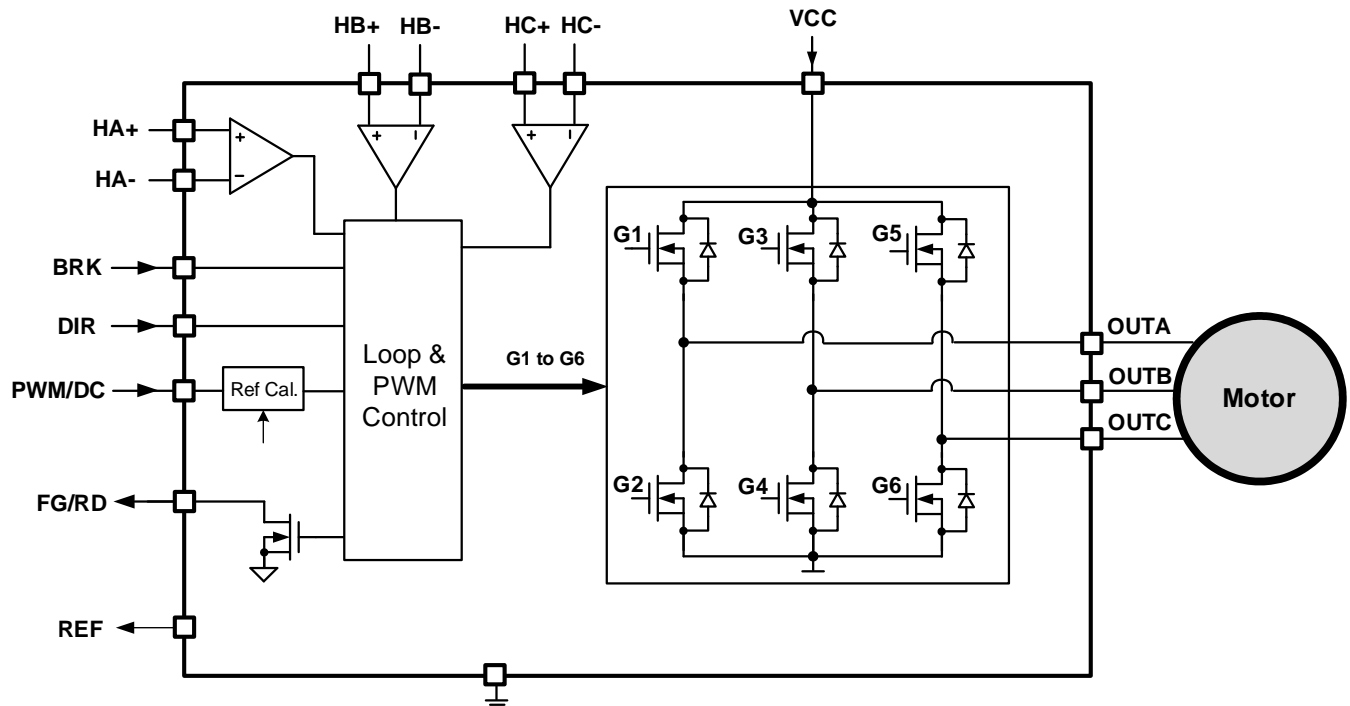 HB+ HB- HC+ HC- VCC
HA+
+
−
+ −
+ −
HA-
BRK
DIR
PWM/DC
Ref Cal.
FG/RD
REF
Loop &
PWM
Control
G1 to G6
G1
G3
G5
G2
G4
G6
OUTA
OUTB
OUTC
Motor